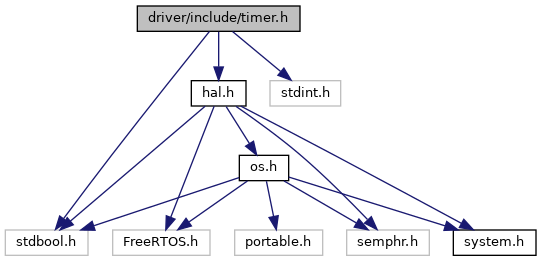 driver/include/timer.h
hal.h
stdint.h
os.h
stdbool.h
FreeRTOS.h
portable.h
semphr.h
system.h